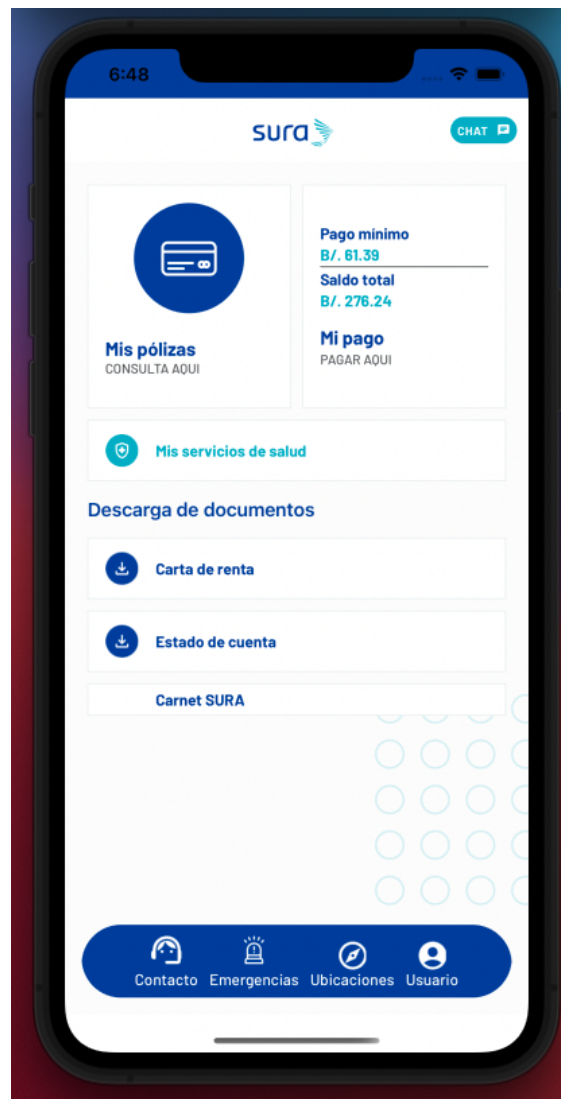 6:48
sura
CHAT
Pago minimo
B/. 61.39
Saldo total
B/. 276.24
Mis pólizas
CONSULTA AQUI
Mi pago
PAGAR AQUI
Mis servicios de salud
Descarga de documentos
Carta de renta
Estado de cuenta
Carnet SURA
Contacto
Emergencias
Ubicaciones
Usuario